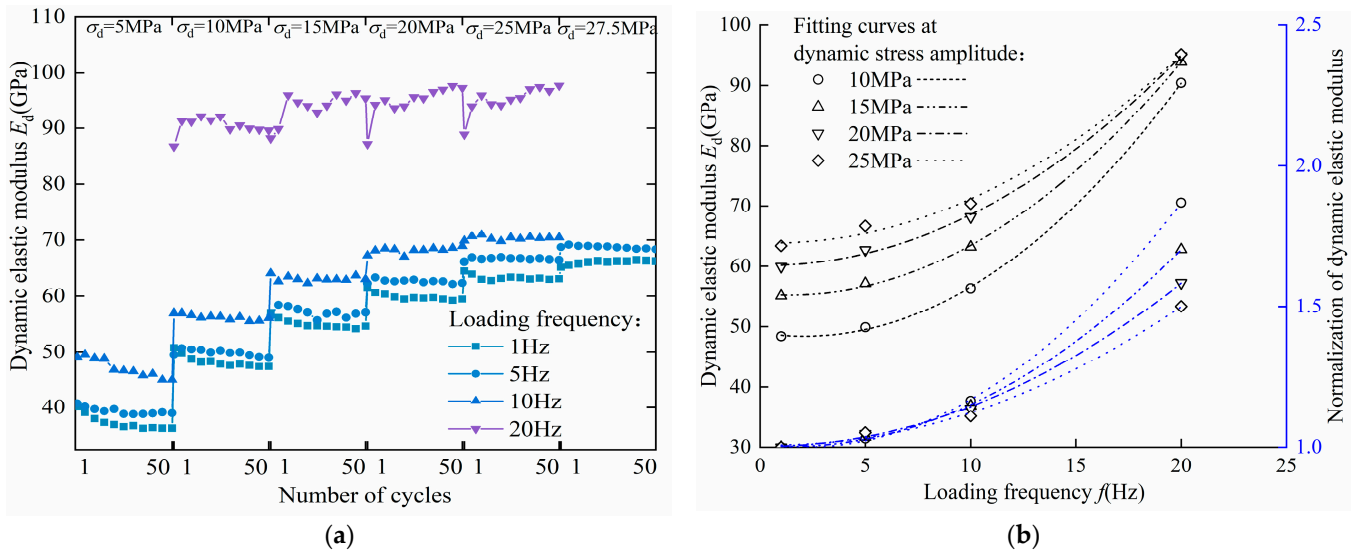 σd=5MPa σd=10MPa σd=15MPa σd=20MPa σd=25MPa σd=27.5MPa
110
100
90
80
70
60
50
40
Dynamic elastic modulus Ed(GPa)
Loading frequency:
1Hz
5Hz
10Hz
20Hz
1 50 1 50 1 50 1 50 1 50 1 50
Number of cycles
(a)
100
90
80
70
60
50
40
30
Dynamic elastic modulus Ed(GPa)
Fitting curves at
dynamic stress amplitude:
10MPa
15MPa
20MPa
25MPa
2.5
2.0
1.5
1.0
Normalization of dynamic elastic modulus
0 5 10 15 20 25
Loading frequency f(Hz)
(b)